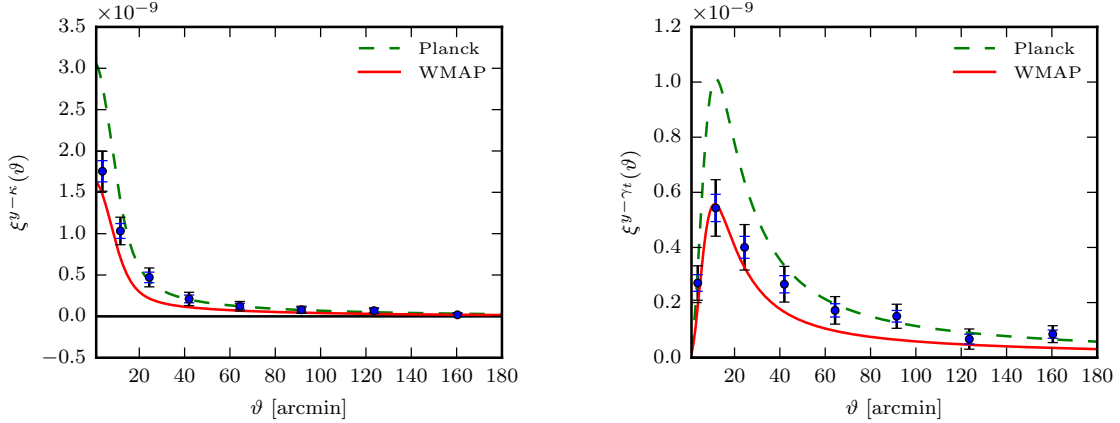 ×10⁻⁹
3.5
3.0
2.5
2.0
1.5
1.0
0.5
0.0
−0.5
ξ^{y−κ}(ϑ)
Planck
WMAP
20 40 60 80 100 120 140 160 180
ϑ [arcmin]
×10⁻⁹
1.2
1.0
0.8
0.6
0.4
0.2
0.0
ξ^{y−γ_t}(ϑ)
Planck
WMAP
20 40 60 80 100 120 140 160 180
ϑ [arcmin]